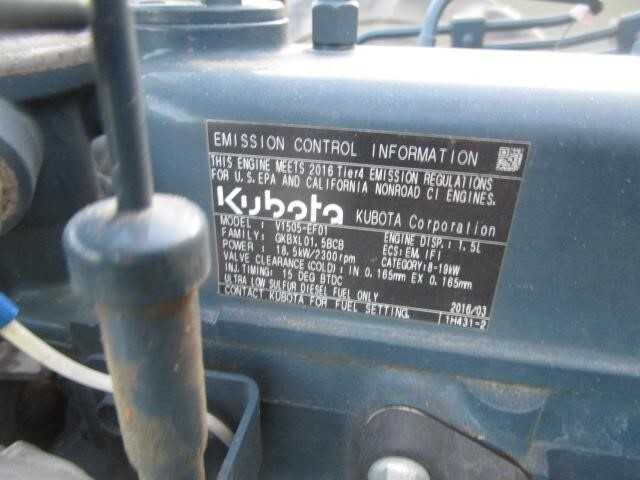 EMISSION CONTROL INFORMATION
THIS ENGINE MEETS 2016 Tier4 EMISSION REGULATIONS
FOR U.S. EPA AND CALIFORNIA NONROAD CI ENGINES.
Kubota KUBOTA Corporation
MODEL : V1505-EF01 ENGINE DISP.: 1.5L
FAMILY: GKBXL01.5BCB ECS: EM IFI
POWER : 18.5kW/2300rpm CATEGORY: 8-19kW
VALVE CLEARANCE (COLD): IN 0.165mm EX 0.165mm
INJ.TIMING: 15 DEG BTDC
ULTRA LOW SULFUR DIESEL FUEL ONLY 2016/03
CONTACT KUBOTA FOR FUEL SETTING. 1H431-2